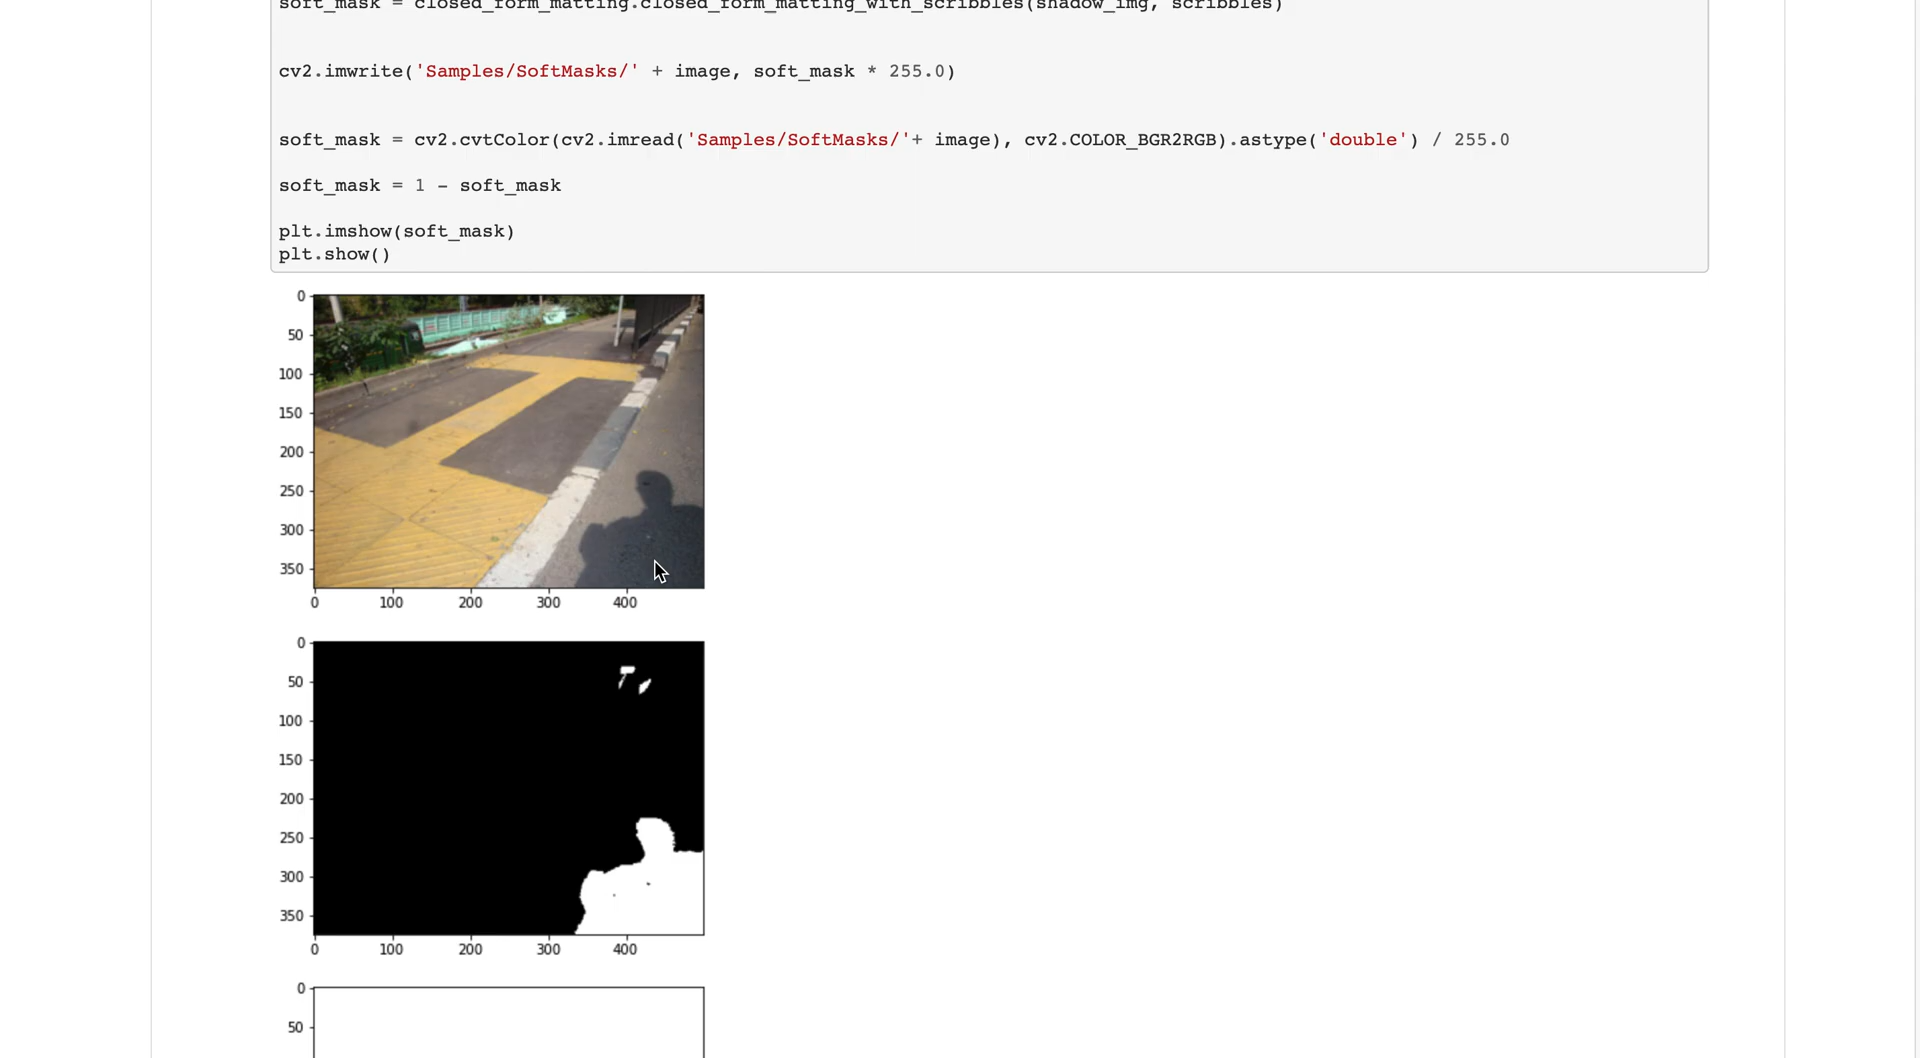 soft_mask = closed_form_matting.closed_form_matting_with_scribbles(shadow_img, scribbles)
cv2.imwrite('Samples/SoftMasks/' + image, soft_mask * 255.0)
soft_mask = cv2.cvtColor(cv2.imread('Samples/SoftMasks/'+ image), cv2.COLOR_BGR2RGB).astype('double') / 255.0
soft_mask = 1 - soft_mask
plt.imshow(soft_mask)
plt.show()
0
50
100
150
200
250
300
350
0 100 200 300 400
0
50
100
150
200
250
300
350
0 100 200 300 400
0
50